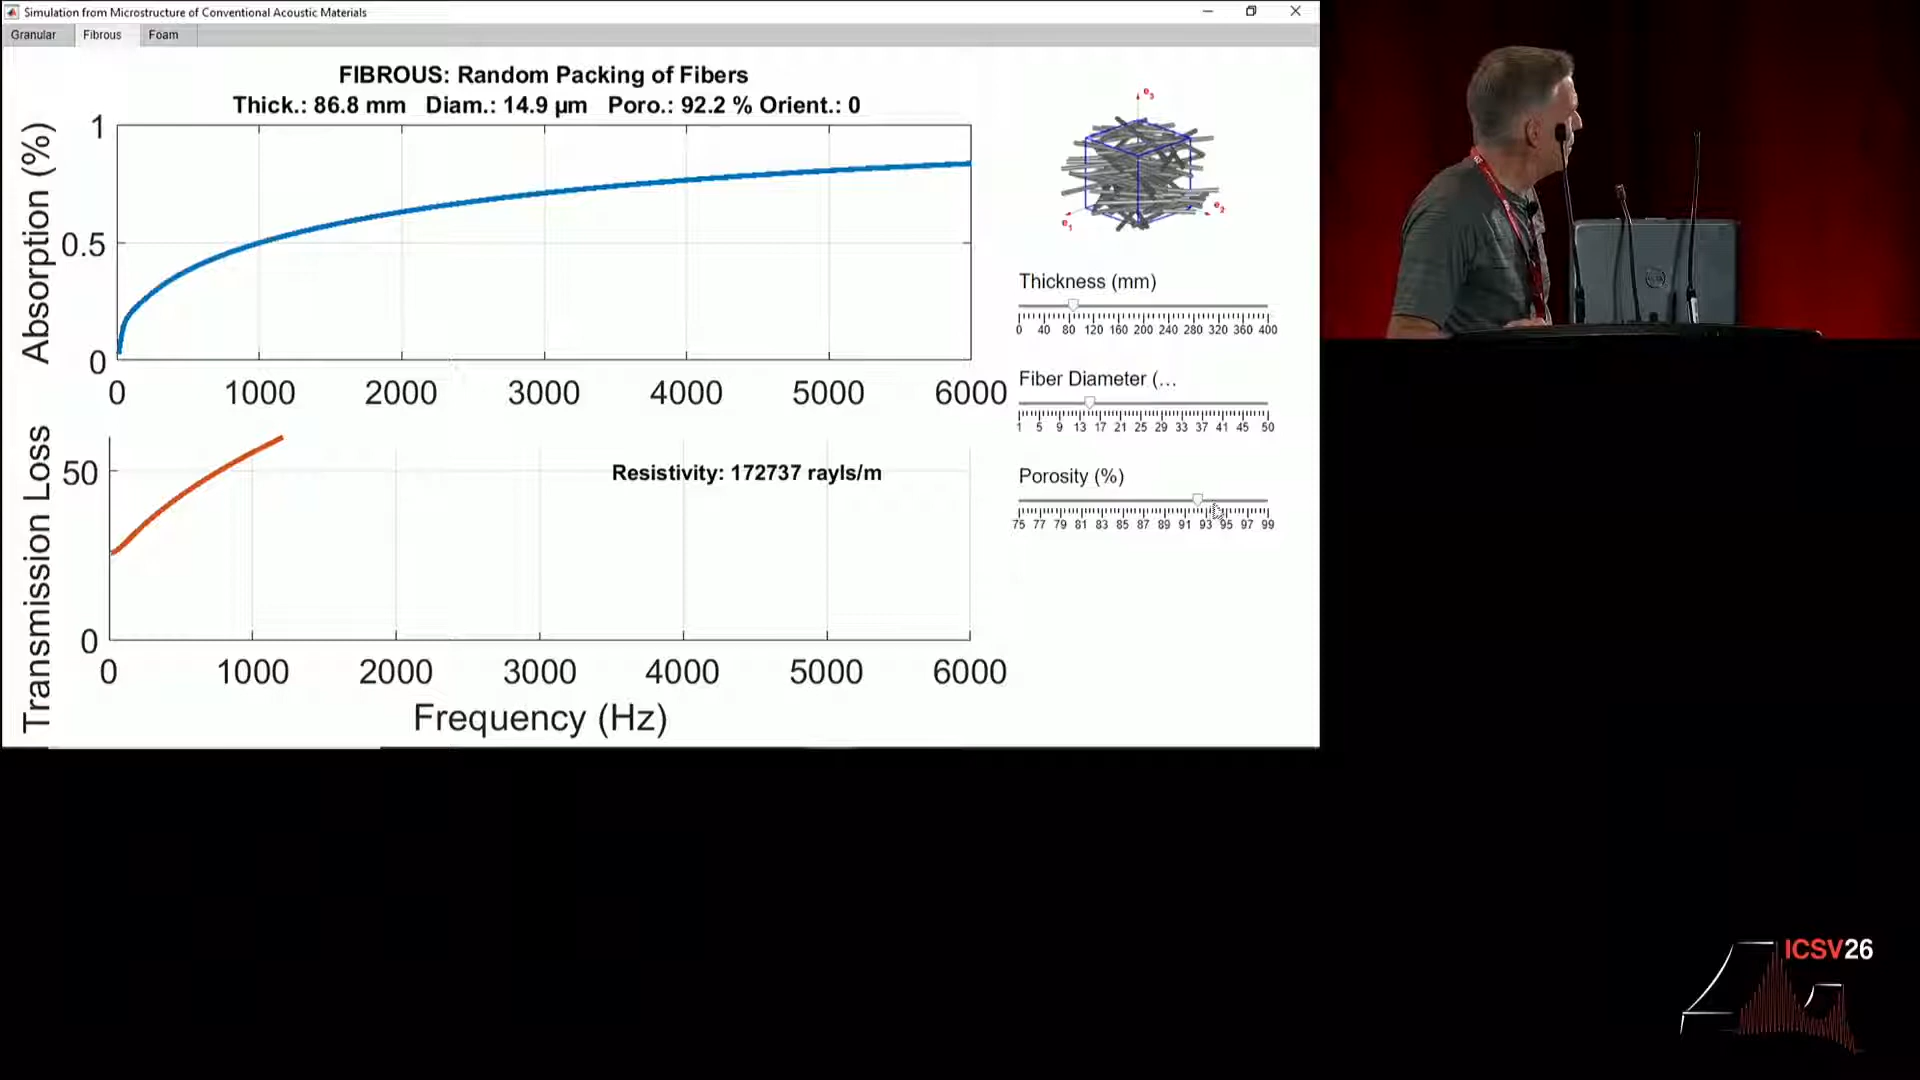 Simulation from Microstructure of Conventional Acoustic Materials
Granular Fibrous Foam
FIBROUS: Random Packing of Fibers
Thick.: 86.8 mm Diam.: 14.9 µm Poro.: 92.2 % Orient.: 0
Absorption (%)
1
0.5
0
0 1000 2000 3000 4000 5000 6000
Transmission Loss
50
0
Resistivity: 172737 rayls/m
0 1000 2000 3000 4000 5000 6000
Frequency (Hz)
e3
e1
e2
Thickness (mm)
0 40 80 120 160 200 240 280 320 360 400
Fiber Diameter (...
1 5 9 13 17 21 25 29 33 37 41 45 50
Porosity (%)
75 77 79 81 83 85 87 89 91 93 95 97 99
ICSV26